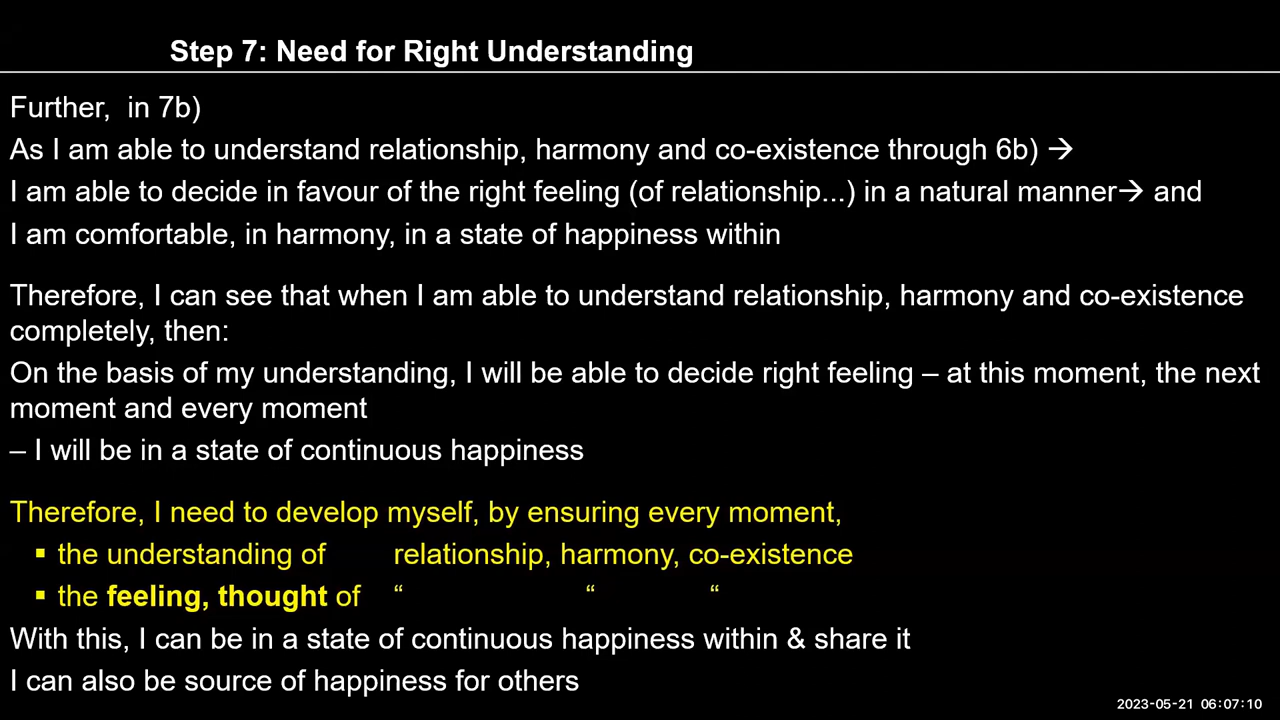 Step 7: Need for Right Understanding
Further,  in 7b)
As I am able to understand relationship, harmony and co-existence through 6b) →
I am able to decide in favour of the right feeling (of relationship...) in a natural manner→ and
I am comfortable, in harmony, in a state of happiness within
Therefore, I can see that when I am able to understand relationship, harmony and co-existence
completely, then:
On the basis of my understanding, I will be able to decide right feeling – at this moment, the next
moment and every moment
– I will be in a state of continuous happiness
Therefore, I need to develop myself, by ensuring every moment,
▪ the understanding of relationship, harmony, co-existence
▪ the feeling, thought of “ “ “
With this, I can be in a state of continuous happiness within & share it
I can also be source of happiness for others
2023-05-21 06:07:10